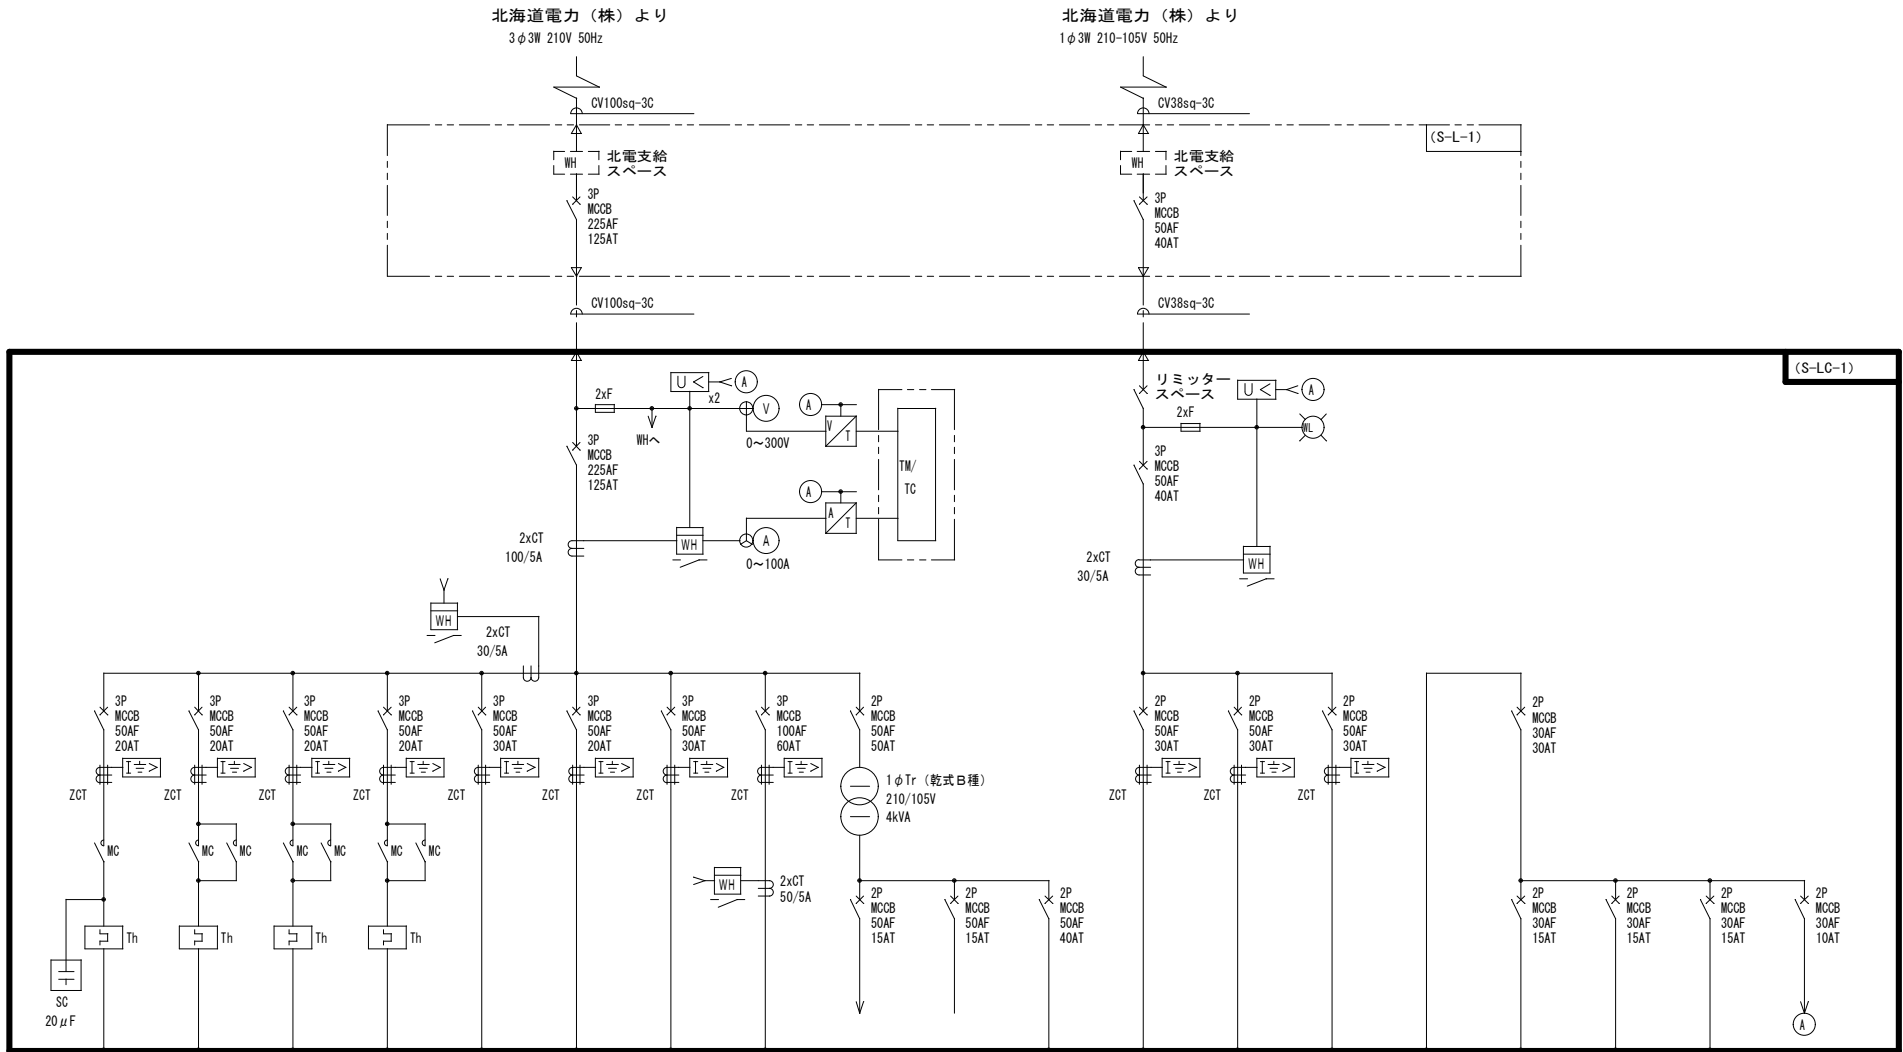 北海道電力（株）より
3φ3W 210V 50Hz
北海道電力（株）より
1φ3W 210-105V 50Hz
CV100sq-3C
CV38sq-3C
(S-L-1)
WH
北電支給
スペース
WH
北電支給
スペース
3P
MCCB
225AF
125AT
3P
MCCB
50AF
40AT
CV100sq-3C
CV38sq-3C
(S-LC-1)
2xF
U <
A
x2
V
WHへ
0～300V
A
V
T
TM/
TC
3P
MCCB
225AF
125AT
A
A
T
2xCT
100/5A
WH
A
0～100A
リミッター
スペース
U <
A
2xF
WL
3P
MCCB
50AF
40AT
2xCT
30/5A
WH
WH
2xCT
30/5A
3P
MCCB
50AF
20AT
3P
MCCB
50AF
20AT
3P
MCCB
50AF
20AT
3P
MCCB
50AF
20AT
3P
MCCB
50AF
30AT
3P
MCCB
50AF
20AT
3P
MCCB
50AF
30AT
3P
MCCB
100AF
60AT
2P
MCCB
50AF
50AT
2P
MCCB
50AF
30AT
2P
MCCB
50AF
30AT
2P
MCCB
50AF
30AT
2P
MCCB
30AF
30AT
I >
I >
I >
I >
I >
I >
I >
I >
I >
I >
I >
ZCT
ZCT
ZCT
ZCT
ZCT
ZCT
ZCT
ZCT
ZCT
ZCT
ZCT
1φTr（乾式B種）
210/105V
4kVA
MC
MC
MC
MC
MC
MC
MC
WH
2xCT
50/5A
2P
MCCB
50AF
15AT
2P
MCCB
50AF
15AT
2P
MCCB
50AF
40AT
2P
MCCB
30AF
15AT
2P
MCCB
30AF
15AT
2P
MCCB
30AF
15AT
2P
MCCB
30AF
10AT
Th
Th
Th
Th
SC
20μF
A